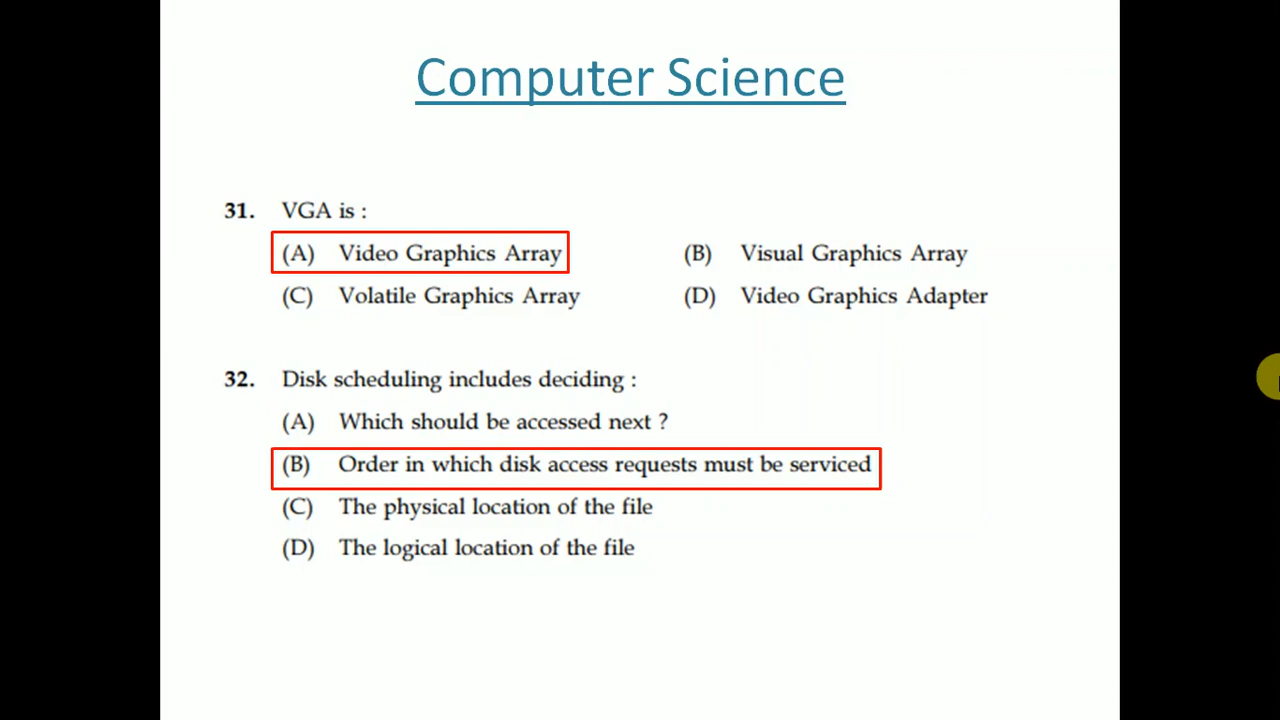 Computer Science
31. VGA is :
(A) Video Graphics Array (B) Visual Graphics Array
(C) Volatile Graphics Array (D) Video Graphics Adapter
32. Disk scheduling includes deciding :
(A) Which should be accessed next ?
(B) Order in which disk access requests must be serviced
(C) The physical location of the file
(D) The logical location of the file